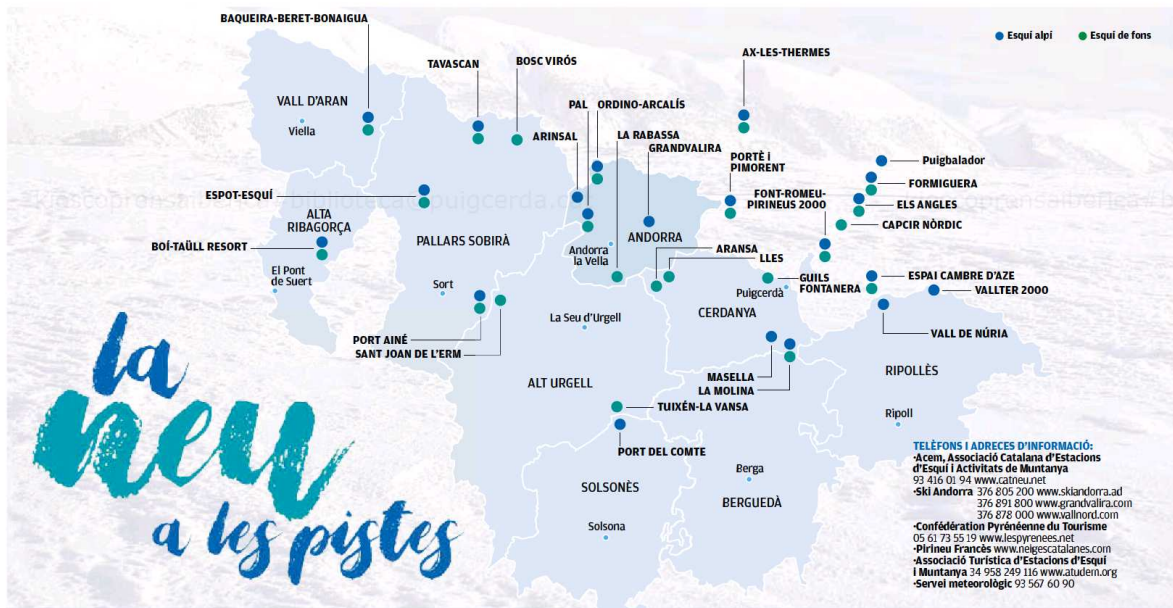 BAQUEIRA-BERET-BONAIGUA
TAVASCAN
BOSC VIRÓS
AX-LES-THERMES
Esquí alpí
Esquí de fons
VALL D'ARAN
Viella
PAL
ORDINO-ARCALÍS
ARINSAL
LA RABASSA
GRANDVALIRA
PORTÈ i
PIMORENT
Puigbalador
FORMIGUERA
FONT-ROMEU-
PIRINEUS 2000
ELS ANGLES
CAPCIR NÒRDIC
ESPOT-ESQUÍ
ALTA
RIBAGORÇA
BOÍ-TAÜLL RESORT
PALLARS SOBIRÀ
Andorra
la Vella
ANDORRA
ARANSA
LLES
El Pont
de Suert
Sort
GUILS
FONTANERA
Puigcerdà
ESPAI CAMBRE D'AZE
VALLTER 2000
La Seu d'Urgell
CERDANYA
VALL DE NÚRIA
PORT AINÉ
SANT JOAN DE L'ERM
MASELLA
LA MOLINA
RIPOLLÈS
ALT URGELL
TUIXÉN-LA VANSA
Ripoll
PORT DEL COMTE
Berga
SOLSONÈS
BERGUEDÀ
Solsona
la
neu
a les pistes
TELÈFONS I ADRECES D'INFORMACIÓ:
·Acem, Associació Catalana d'Estacions
d'Esquí i Activitats de Muntanya
93 416 01 94 www.catneu.net
·Ski Andorra 376 805 200 www.skiandorra.ad
376 891 800 www.grandvalira.com
376 878 000 www.vallnord.com
·Confédération Pyrénéenne du Tourisme
05 61 73 55 19 www.lespyrenees.net
·Pirineu Francès www.neigescatalanes.com
·Associació Turística d'Estacions d'Esquí
i Muntanya 34 958 249 116 www.atudem.org
·Servei meteorològic 93 567 60 90